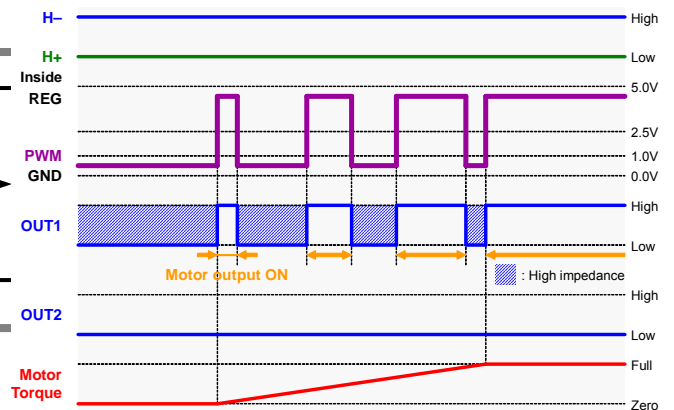 H– High
H+ Low
Inside
REG 5.0V
2.5V
PWM 1.0V
GND 0.0V
High
OUT1
Low
Motor output ON
: High impedance
High
OUT2
Low
Full
Motor
Torque
Zero